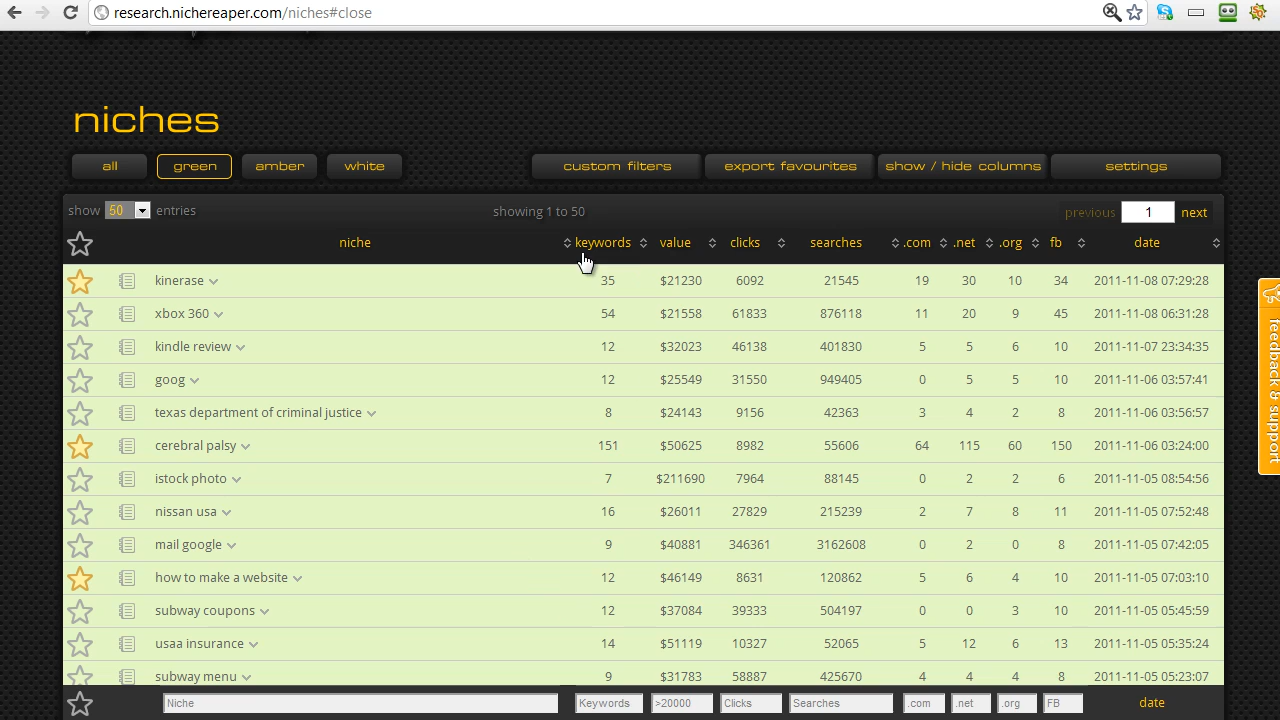 research.nichereaper.com/niches#close
niches
all green amber white custom filters export favourites show / hide columns settings
show 50 entries showing 1 to 50 previous 1 next
niche keywords value clicks searches .com .net .org fb date
kinerase 35 $21230 6092 21545 19 30 10 34 2011-11-08 07:29:28
xbox 360 54 $21558 61833 876118 11 20 9 45 2011-11-08 06:31:28
kindle review 12 $32023 46138 401830 5 5 6 10 2011-11-07 23:34:35
goog 12 $25549 31550 949405 0 5 5 10 2011-11-06 03:57:41
texas department of criminal justice 8 $24143 9156 42363 3 4 2 8 2011-11-06 03:56:57
cerebral palsy 151 $50625 8982 55606 64 115 60 150 2011-11-06 03:24:00
istock photo 7 $211690 7964 88145 0 2 2 6 2011-11-05 08:54:56
nissan usa 16 $26011 27829 215239 2 7 8 11 2011-11-05 07:52:48
mail google 9 $40881 346361 3162608 0 2 0 8 2011-11-05 07:42:05
how to make a website 12 $46149 8631 120862 5 6 4 10 2011-11-05 07:03:10
subway coupons 12 $37084 39333 504197 0 0 3 10 2011-11-05 05:45:59
usaa insurance 14 $51119 10327 52065 5 12 6 13 2011-11-05 05:35:24
subway menu 9 $31783 58887 425670 4 4 4 8 2011-11-05 05:23:07
Niche Keywords >20000 Clicks Searches .com .net .org FB date
feedback & support